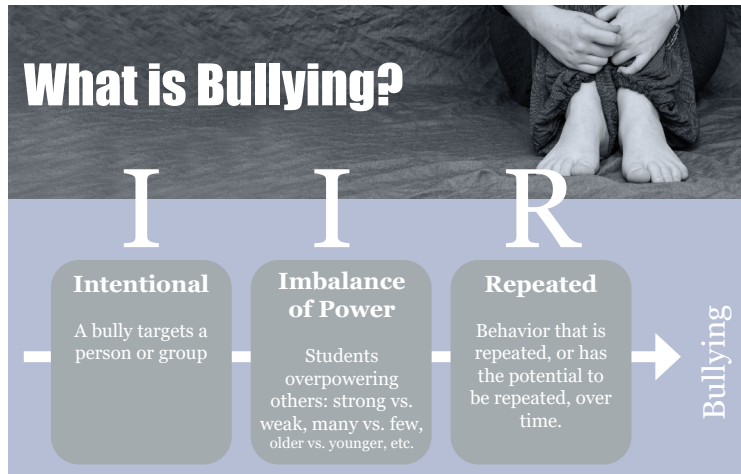 What is Bullying?
I I R
Intentional
A bully targets a
person or group
Imbalance
of Power
Students
overpowering
others: strong vs.
weak, many vs. few,
older vs. younger, etc.
Repeated
Behavior that is
repeated, or has
the potential to
be repeated, over
time.
Bullying